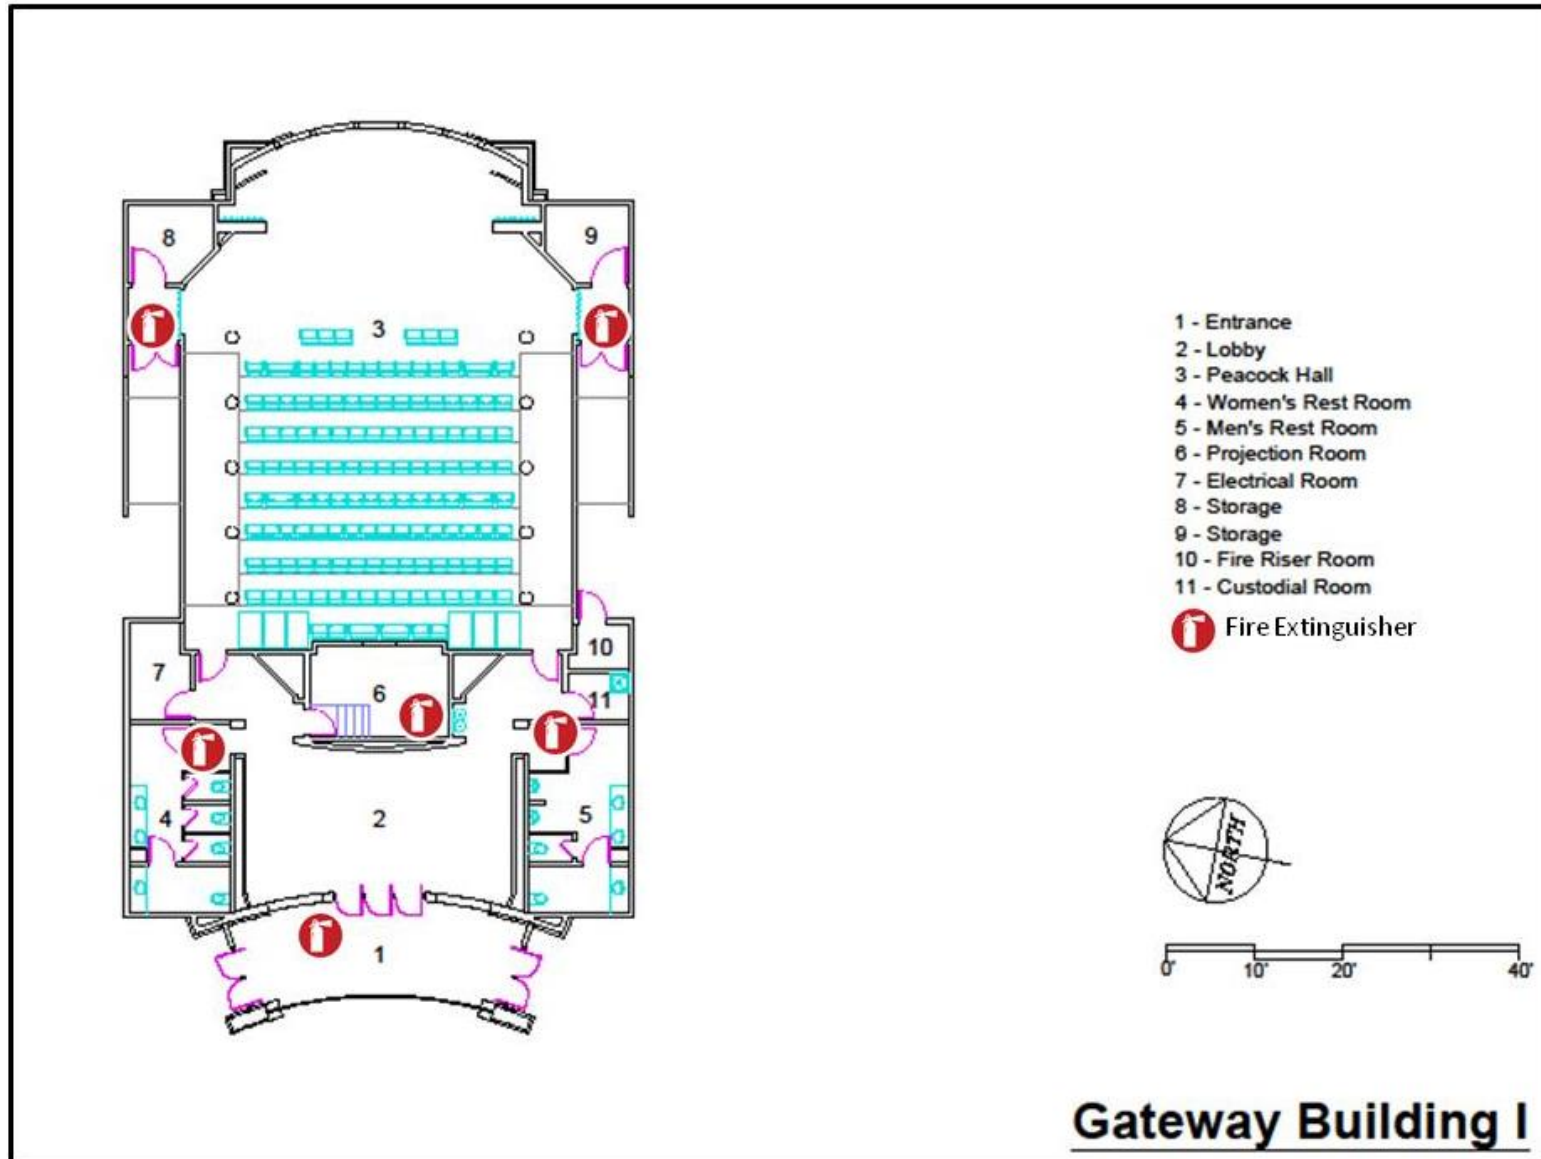 8
9
3
10
7
6
11
4
5
2
1
1 - Entrance
2 - Lobby
3 - Peacock Hall
4 - Women's Rest Room
5 - Men's Rest Room
6 - Projection Room
7 - Electrical Room
8 - Storage
9 - Storage
10 - Fire Riser Room
11 - Custodial Room
Fire Extinguisher
NORTH
0' 10' 20' 40'
Gateway Building I